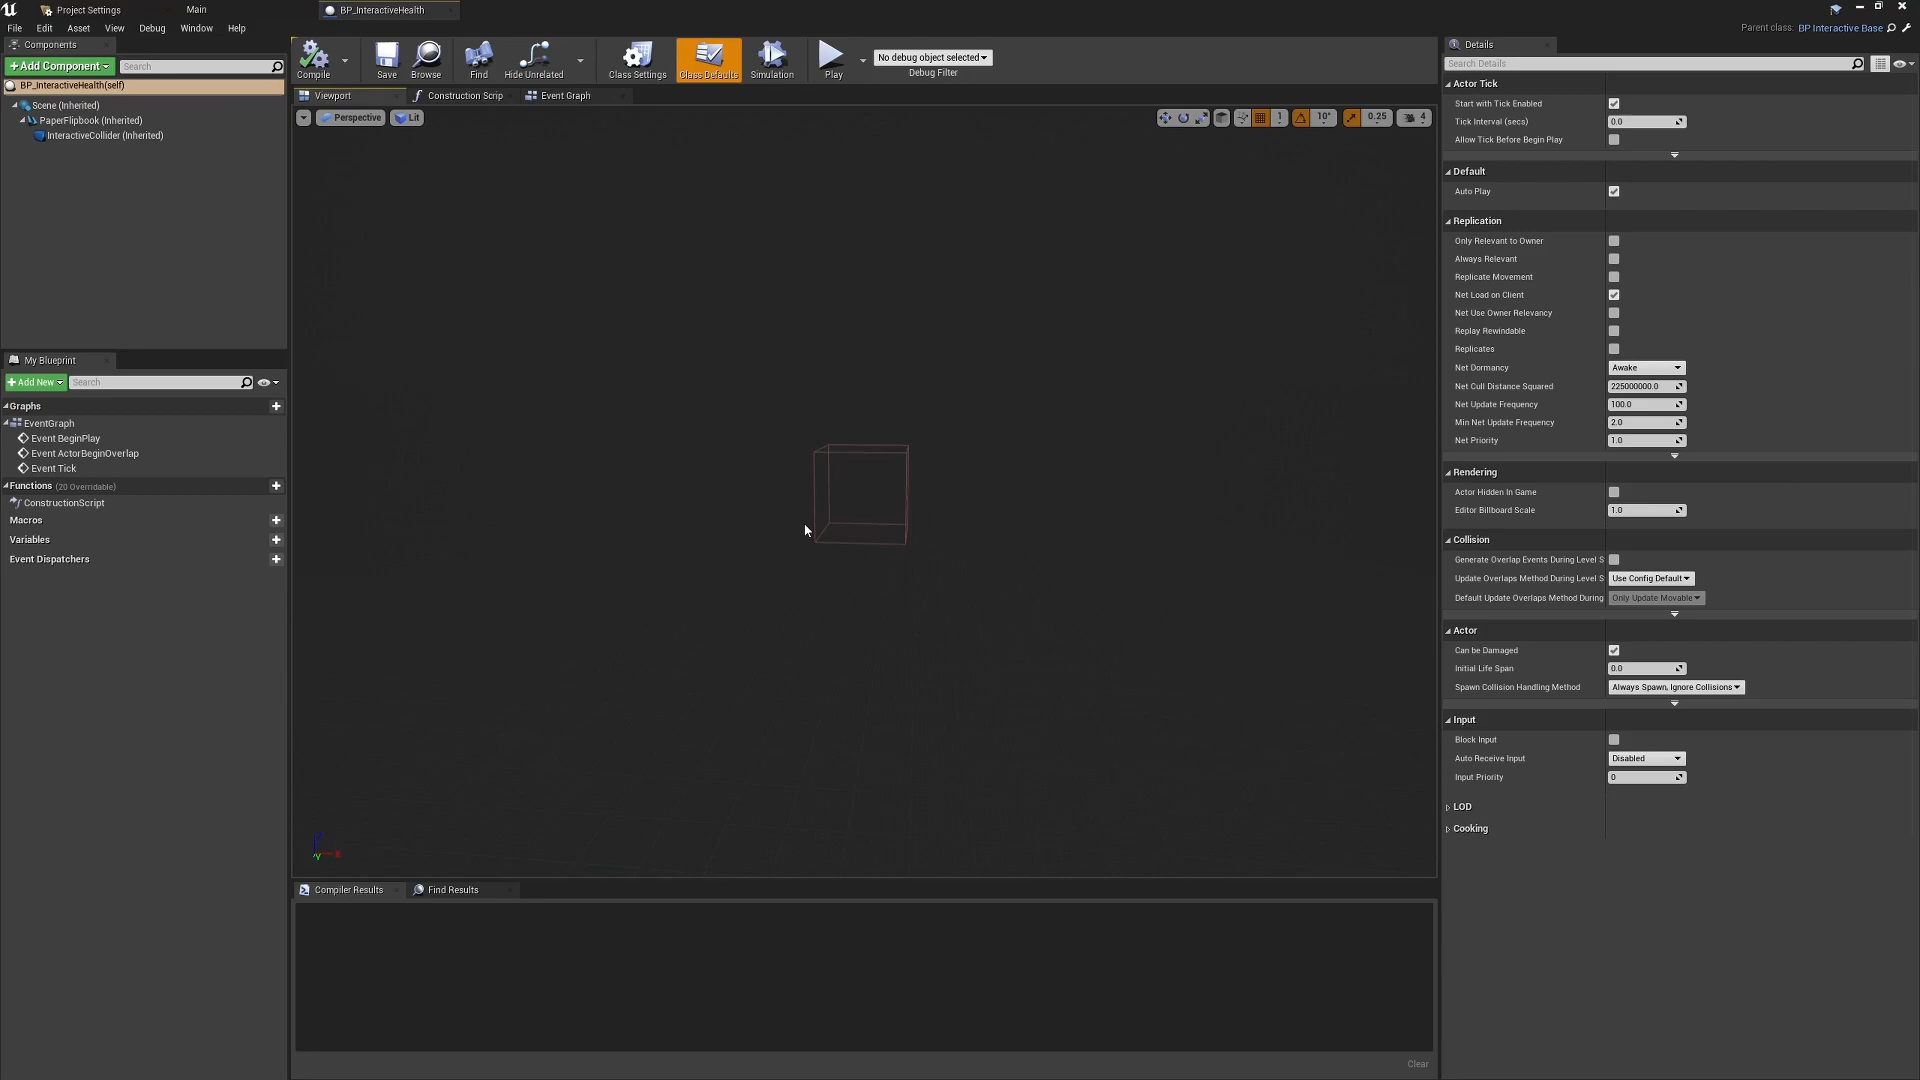 Project Settings
Main
BP_InteractiveHealth
File
Edit
Asset
View
Debug
Window
Help
Parent class: BP Interactive Base
Components
+Add Component
Search
BP_InteractiveHealth(self)
Scene (Inherited)
PaperFlipbook (Inherited)
InteractiveCollider (Inherited)
My Blueprint
+Add New
Search
Graphs
EventGraph
Event BeginPlay
Event ActorBeginOverlap
Event Tick
Functions (20 Overridable)
ConstructionScript
Macros
Variables
Event Dispatchers
Compile
Save
Browse
Find
Hide Unrelated
Class Settings
Class Defaults
Simulation
Play
No debug object selected
Debug Filter
Viewport
Construction Scrip
Event Graph
Perspective
Lit
1
10°
0.25
4
Z
X
Y
Compiler Results
Find Results
Clear
Details
Search Details
Actor Tick
Start with Tick Enabled
Tick Interval (secs) 0.0
Allow Tick Before Begin Play
Default
Auto Play
Replication
Only Relevant to Owner
Always Relevant
Replicate Movement
Net Load on Client
Net Use Owner Relevancy
Replay Rewindable
Replicates
Net Dormancy Awake
Net Cull Distance Squared 225000000.0
Net Update Frequency 100.0
Min Net Update Frequency 2.0
Net Priority 1.0
Rendering
Actor Hidden In Game
Editor Billboard Scale 1.0
Collision
Generate Overlap Events During Level S
Update Overlaps Method During Level S Use Config Default
Default Update Overlaps Method During Only Update Movable
Actor
Can be Damaged
Initial Life Span 0.0
Spawn Collision Handling Method Always Spawn, Ignore Collisions
Input
Block Input
Auto Receive Input Disabled
Input Priority 0
LOD
Cooking